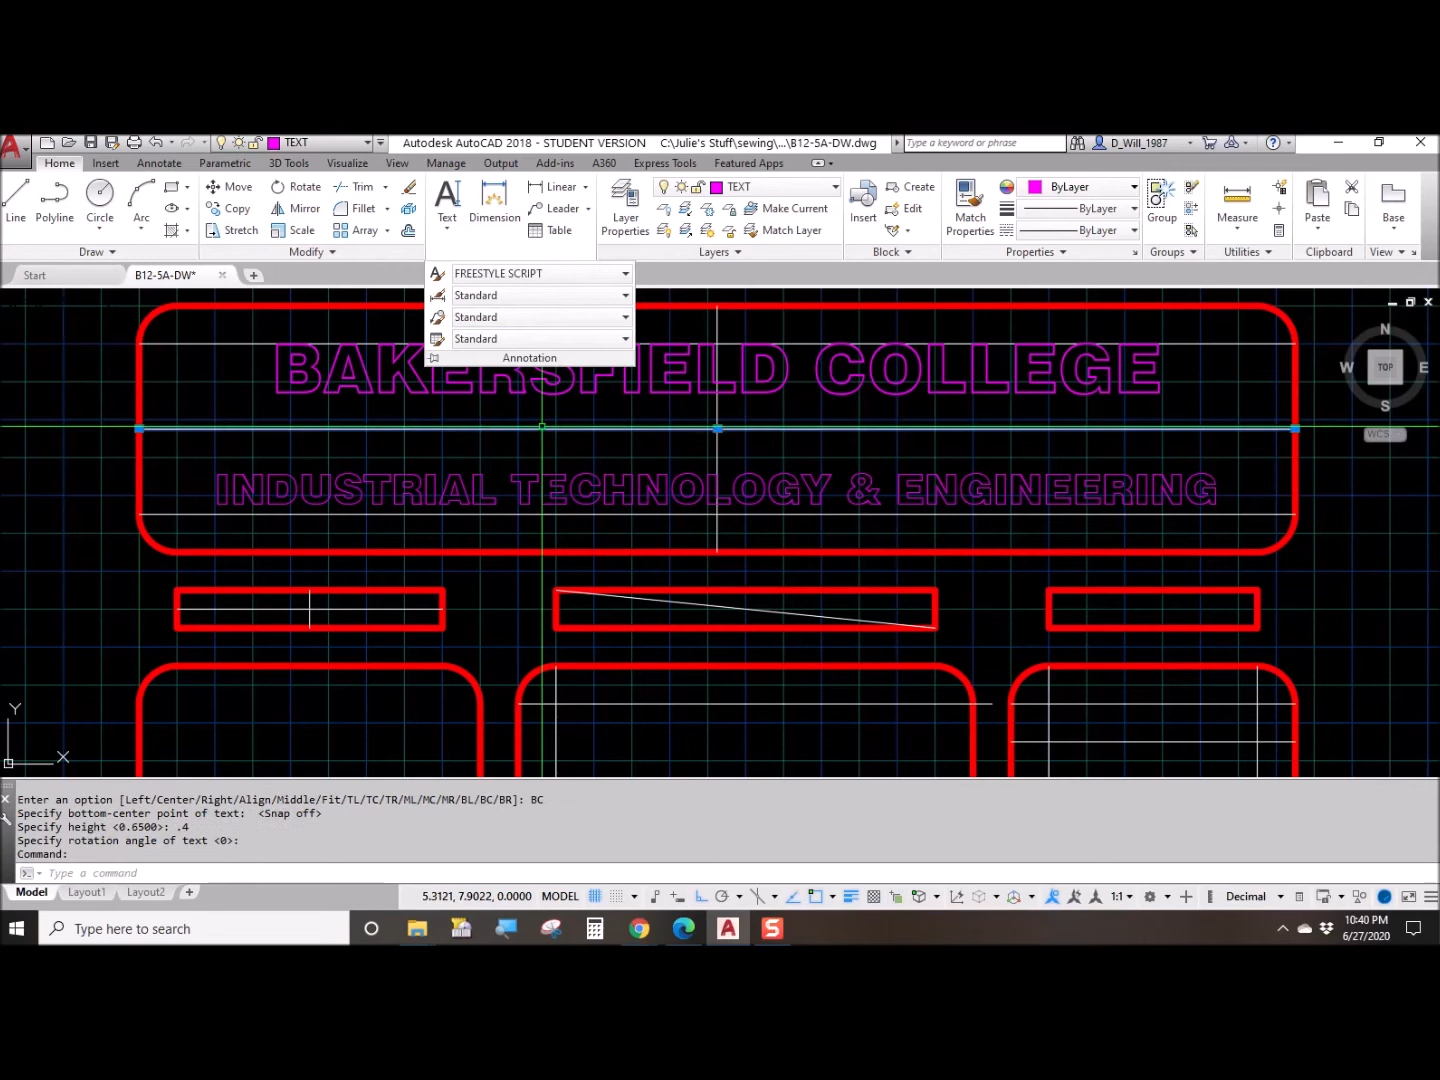 TEXT
Autodesk AutoCAD 2018 - STUDENT VERSION C:\Julie's Stuff\sewing\...\B12-5A-DW.dwg
Type a keyword or phrase
D_Will_1987
Home Insert Annotate Parametric 3D Tools Visualize View Manage Output Add-ins A360 Express Tools Featured Apps
Line Polyline Circle Arc
Move Rotate Trim
Copy Mirror Fillet
Stretch Scale Array
Text Dimension
Linear
Leader
Table
Layer Properties
TEXT
Make Current
Match Layer
Insert
Create
Edit
Match Properties
ByLayer
ByLayer
ByLayer
Group Measure Paste Base
Draw Modify Layers Block Properties Groups Utilities Clipboard View
Start B12-5A-DW*
FREESTYLE SCRIPT
Standard
Standard
Standard
Annotation
BAKERSFIELD COLLEGE
INDUSTRIAL TECHNOLOGY & ENGINEERING
N
W TOP E
S
WCS
Y
X
Enter an option [Left/Center/Right/Align/Middle/Fit/TL/TC/TR/ML/MC/MR/BL/BC/BR]: BC
Specify bottom-center point of text: <Snap off>
Specify height <0.6500>: .4
Specify rotation angle of text <0>:
Command:
Type a command
Model Layout1 Layout2 +
5.3121, 7.9022, 0.0000 MODEL 1:1 Decimal
Type here to search
10:40 PM
6/27/2020